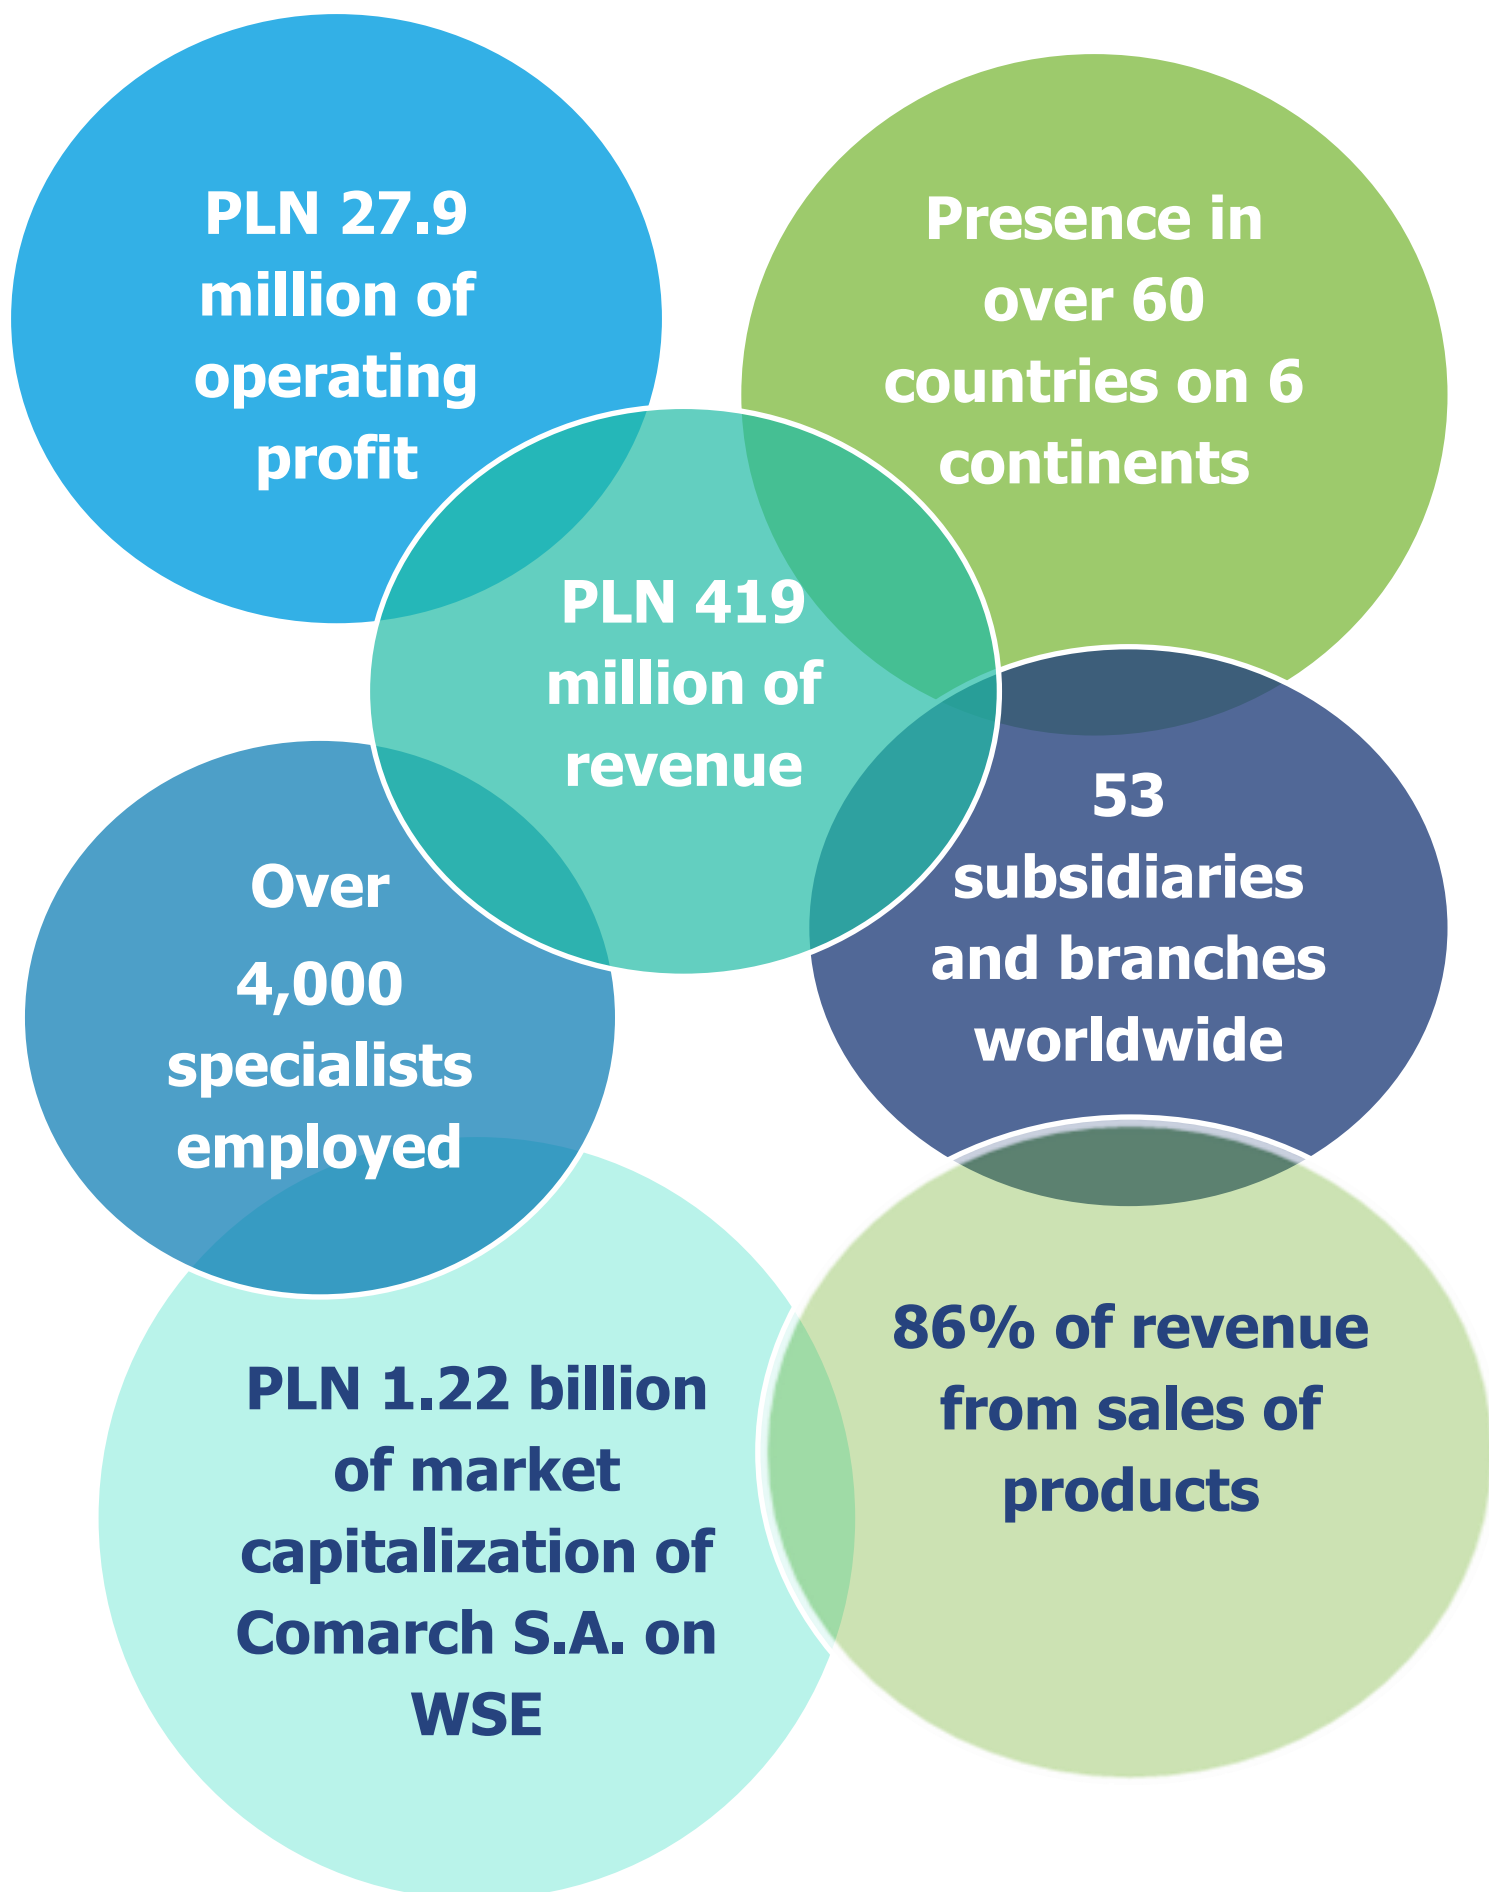 PLN 27.9
million of
operating
profit
Presence in
over 60
countries on 6
continents
PLN 419
million of
revenue
53
subsidiaries
and branches
worldwide
Over
4,000
specialists
employed
86% of revenue
from sales of
products
PLN 1.22 billion
of market
capitalization of
Comarch S.A. on
WSE